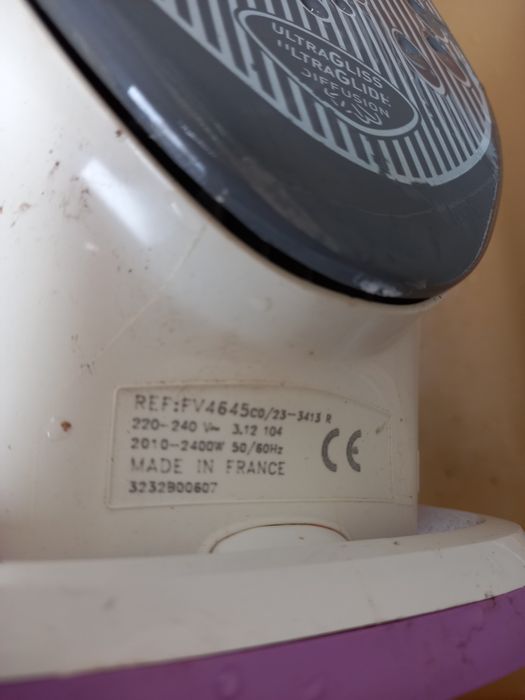 ULTRAGLISS
ULTRAGLIDE
DIFFUSION
REF:FV4645C0/23-3413 R
220-240 V~ 3.12 104
2010-2400W 50/60Hz
MADE IN FRANCE
3232B00607
CE